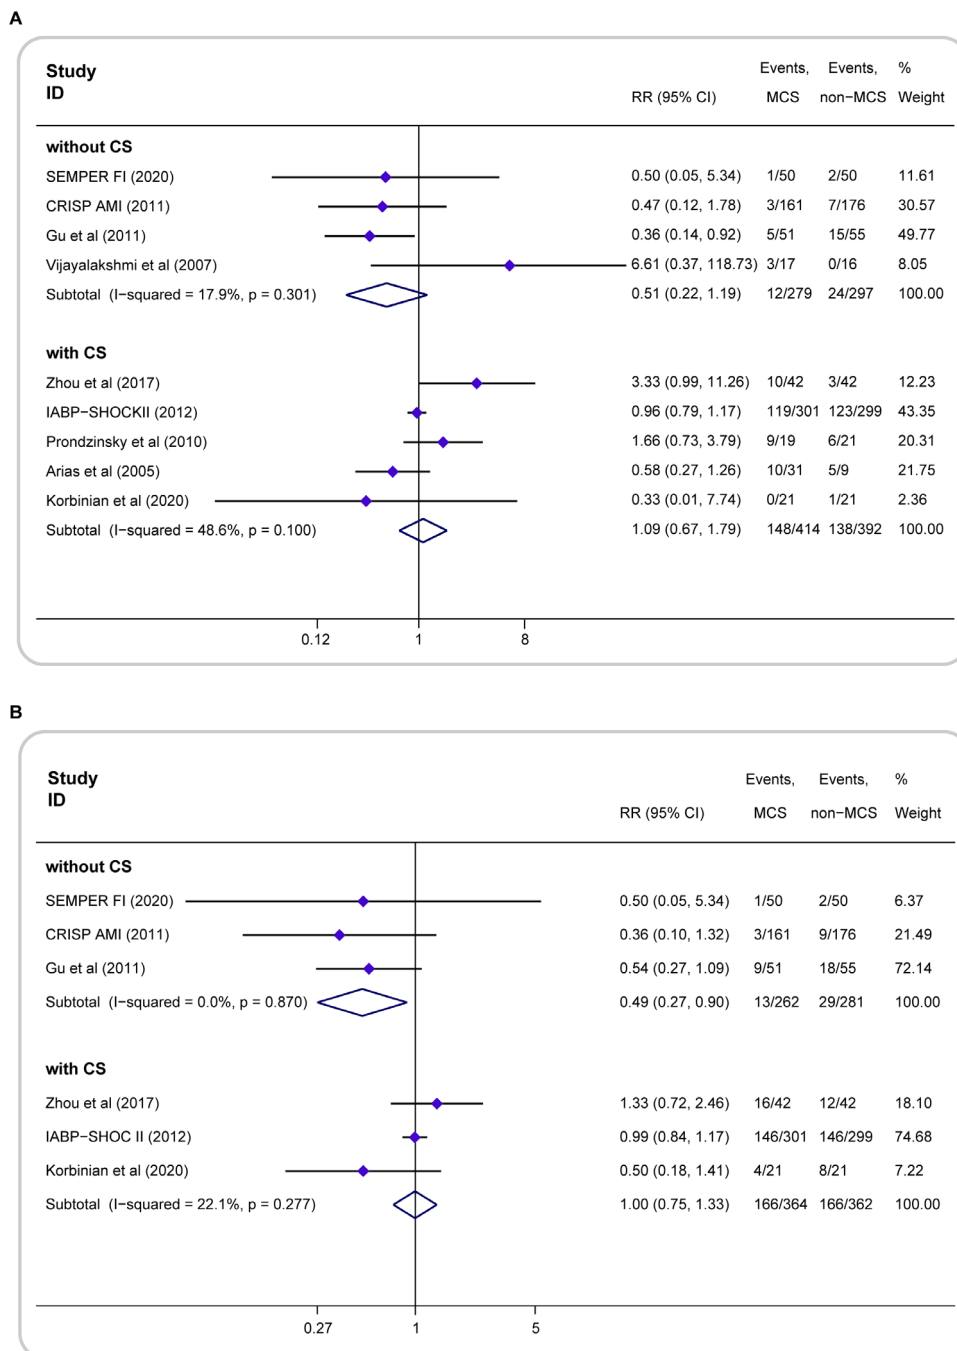 A
Study ID RR (95% CI) Events, MCS Events, non−MCS % Weight
without CS
SEMPER FI (2020) 0.50 (0.05, 5.34) 1/50 2/50 11.61
CRISP AMI (2011) 0.47 (0.12, 1.78) 3/161 7/176 30.57
Gu et al (2011) 0.36 (0.14, 0.92) 5/51 15/55 49.77
Vijayalakshmi et al (2007) 6.61 (0.37, 118.73) 3/17 0/16 8.05
Subtotal (I−squared = 17.9%, p = 0.301) 0.51 (0.22, 1.19) 12/279 24/297 100.00
with CS
Zhou et al (2017) 3.33 (0.99, 11.26) 10/42 3/42 12.23
IABP−SHOCKII (2012) 0.96 (0.79, 1.17) 119/301 123/299 43.35
Prondzinsky et al (2010) 1.66 (0.73, 3.79) 9/19 6/21 20.31
Arias et al (2005) 0.58 (0.27, 1.26) 10/31 5/9 21.75
Korbinian et al (2020) 0.33 (0.01, 7.74) 0/21 1/21 2.36
Subtotal (I−squared = 48.6%, p = 0.100) 1.09 (0.67, 1.79) 148/414 138/392 100.00
0.12 1 8
B
Study ID RR (95% CI) Events, MCS Events, non−MCS % Weight
without CS
SEMPER FI (2020) 0.50 (0.05, 5.34) 1/50 2/50 6.37
CRISP AMI (2011) 0.36 (0.10, 1.32) 3/161 9/176 21.49
Gu et al (2011) 0.54 (0.27, 1.09) 9/51 18/55 72.14
Subtotal (I−squared = 0.0%, p = 0.870) 0.49 (0.27, 0.90) 13/262 29/281 100.00
with CS
Zhou et al (2017) 1.33 (0.72, 2.46) 16/42 12/42 18.10
IABP−SHOC II (2012) 0.99 (0.84, 1.17) 146/301 146/299 74.68
Korbinian et al (2020) 0.50 (0.18, 1.41) 4/21 8/21 7.22
Subtotal (I−squared = 22.1%, p = 0.277) 1.00 (0.75, 1.33) 166/364 166/362 100.00
0.27 1 5